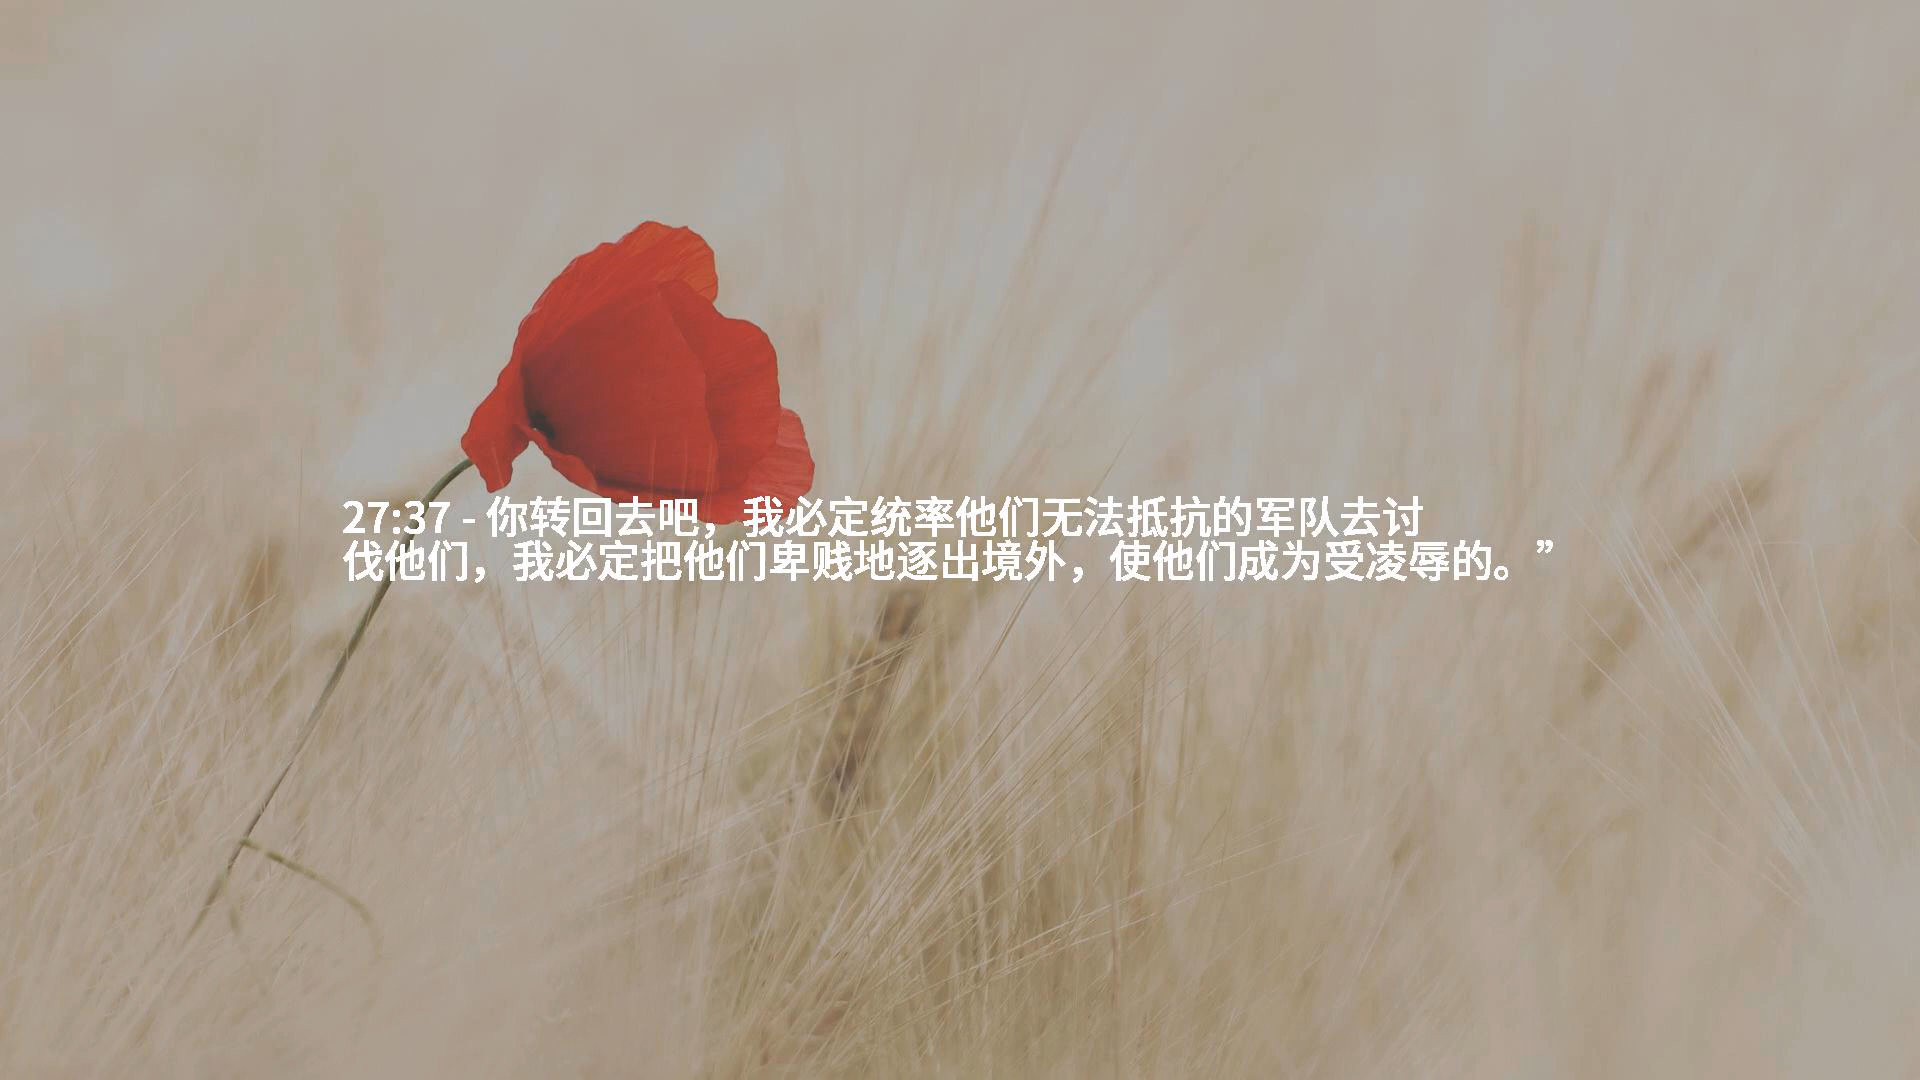 27:37 - 你转回去吧，我必定统率他们无法抵抗的军队去讨
伐他们，我必定把他们卑贱地逐出境外，使他们成为受凌辱的。”